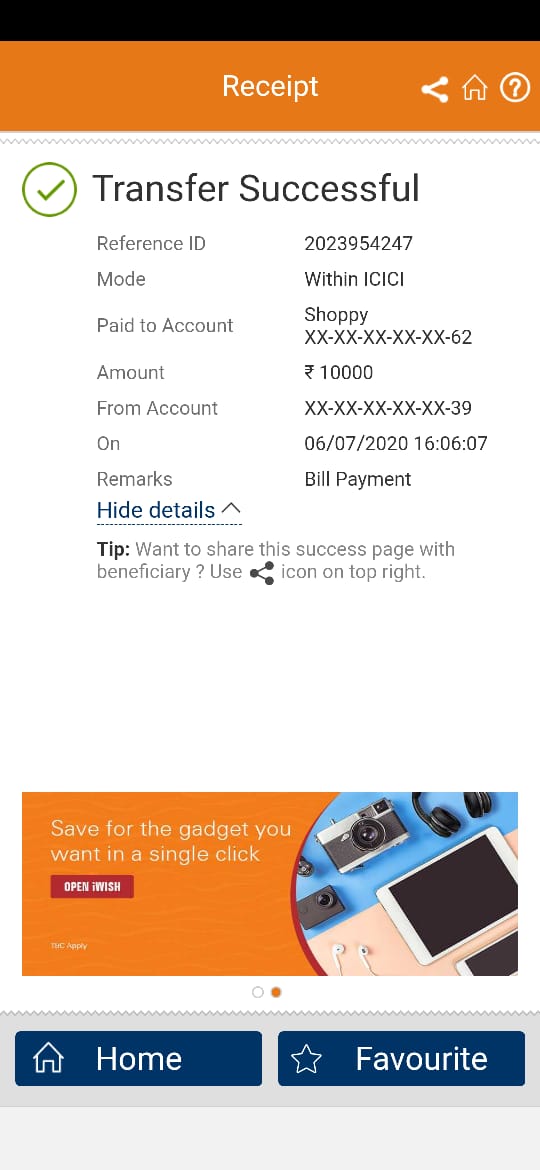 Receipt
Transfer Successful
Reference ID 2023954247
Mode Within ICICI
Paid to Account Shoppy
XX-XX-XX-XX-XX-62
Amount ₹ 10000
From Account XX-XX-XX-XX-XX-39
On 06/07/2020 16:06:07
Remarks Bill Payment
Hide details
Tip: Want to share this success page with
beneficiary ? Use icon on top right.
Save for the gadget you
want in a single click
OPEN iWISH
T&C Apply
Home Favourite